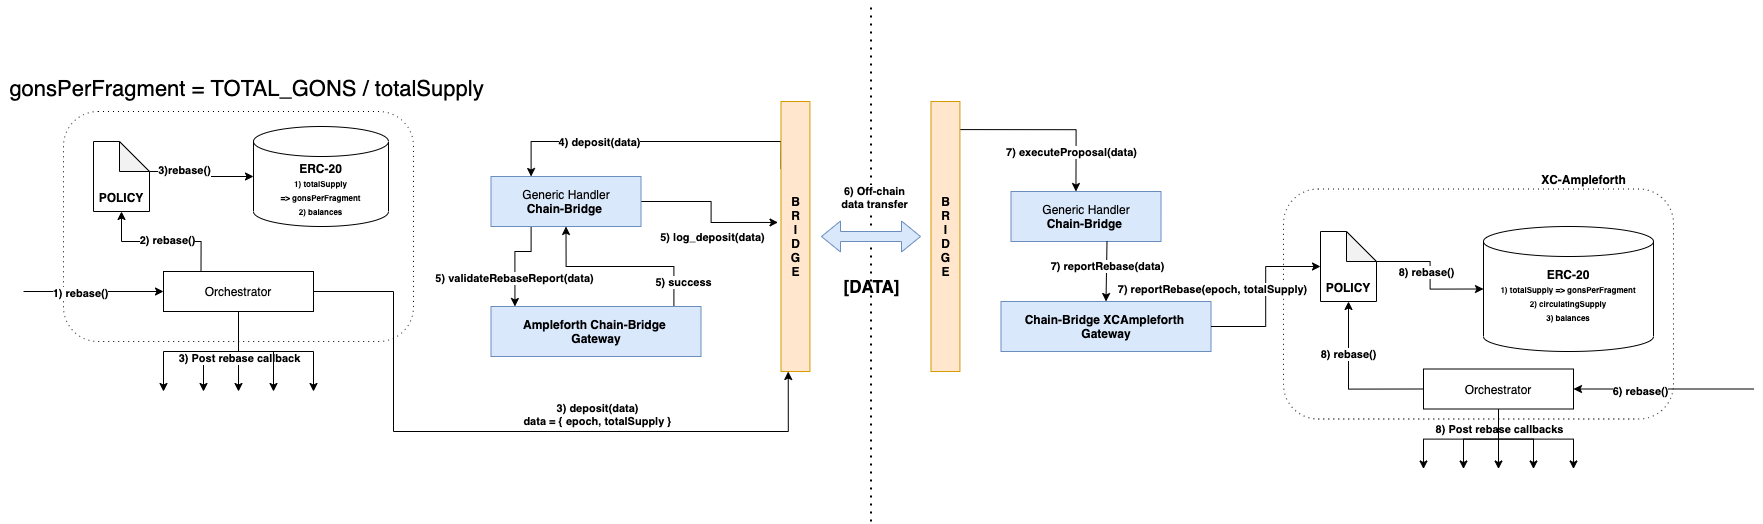 gonsPerFragment = TOTAL_GONS / totalSupply
POLICY
3)rebase()
ERC-20
1) totalSupply
=> gonsPerFragment
2) balances
2) rebase()
1) rebase()
Orchestrator
3) Post rebase callback
4) deposit(data)
Generic Handler
Chain-Bridge
5) log_deposit(data)
5) validateRebaseReport(data)
5) success
Ampleforth Chain-Bridge
Gateway
3) deposit(data)
data = { epoch, totalSupply }
B
R
I
D
G
E
6) Off-chain
data transfer
[DATA]
B
R
I
D
G
E
7) executeProposal(data)
Generic Handler
Chain-Bridge
7) reportRebase(data)
7) reportRebase(epoch, totalSupply)
Chain-Bridge XCAmpleforth
Gateway
XC-Ampleforth
POLICY
8) rebase()
ERC-20
1) totalSupply => gonsPerFragment
2) circulatingSupply
3) balances
8) rebase()
Orchestrator
6) rebase()
8) Post rebase callbacks